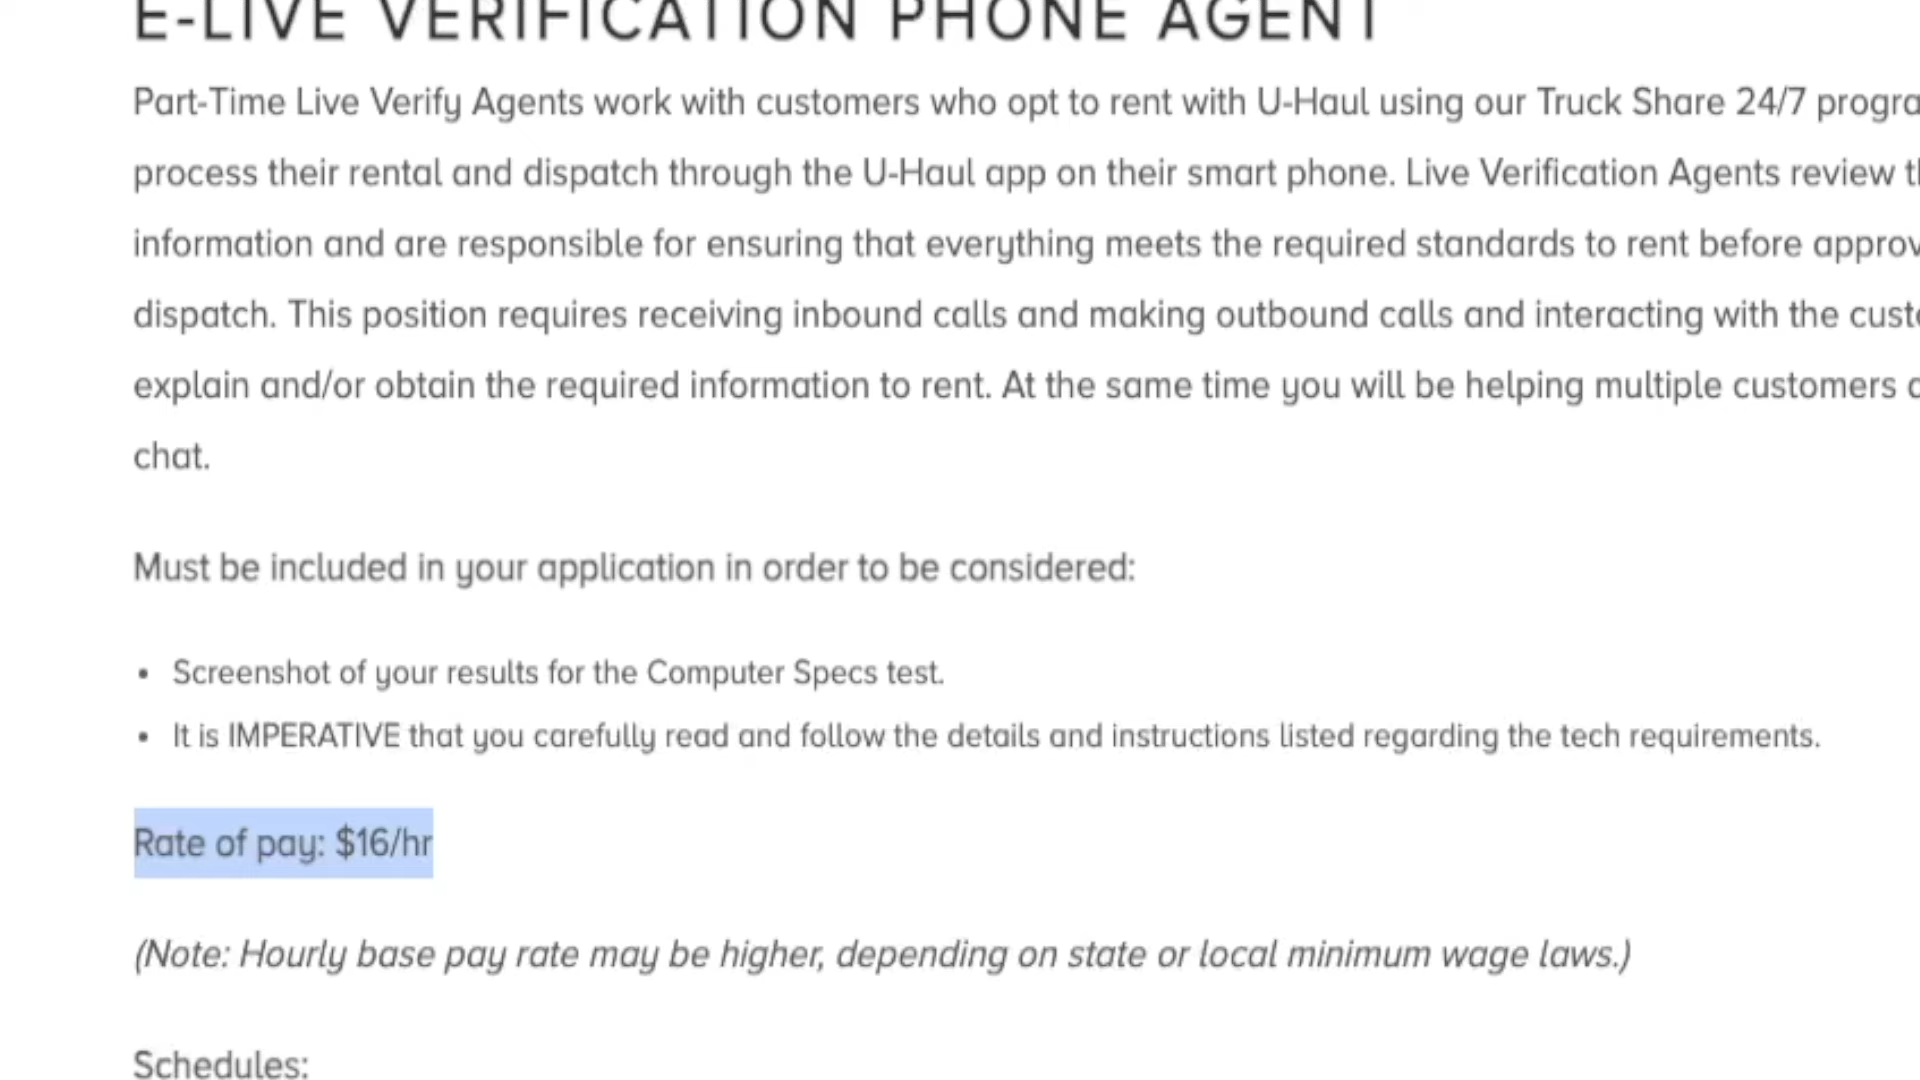 E-LIVE VERIFICATION PHONE AGENT
Part-Time Live Verify Agents work with customers who opt to rent with U-Haul using our Truck Share 24/7
process their rental and dispatch through the U-Haul app on their smart phone. Live Verification Agents review
information and are responsible for ensuring that everything meets the required standards to rent before
dispatch. This position requires receiving inbound calls and making outbound calls and interacting with the
explain and/or obtain the required information to rent. At the same time you will be helping multiple customers
chat.
Must be included in your application in order to be considered:
• Screenshot of your results for the Computer Specs test.
• It is IMPERATIVE that you carefully read and follow the details and instructions listed regarding the tech requirements.
Rate of pay: $16/hr
(Note: Hourly base pay rate may be higher, depending on state or local minimum wage laws.)
Schedules: